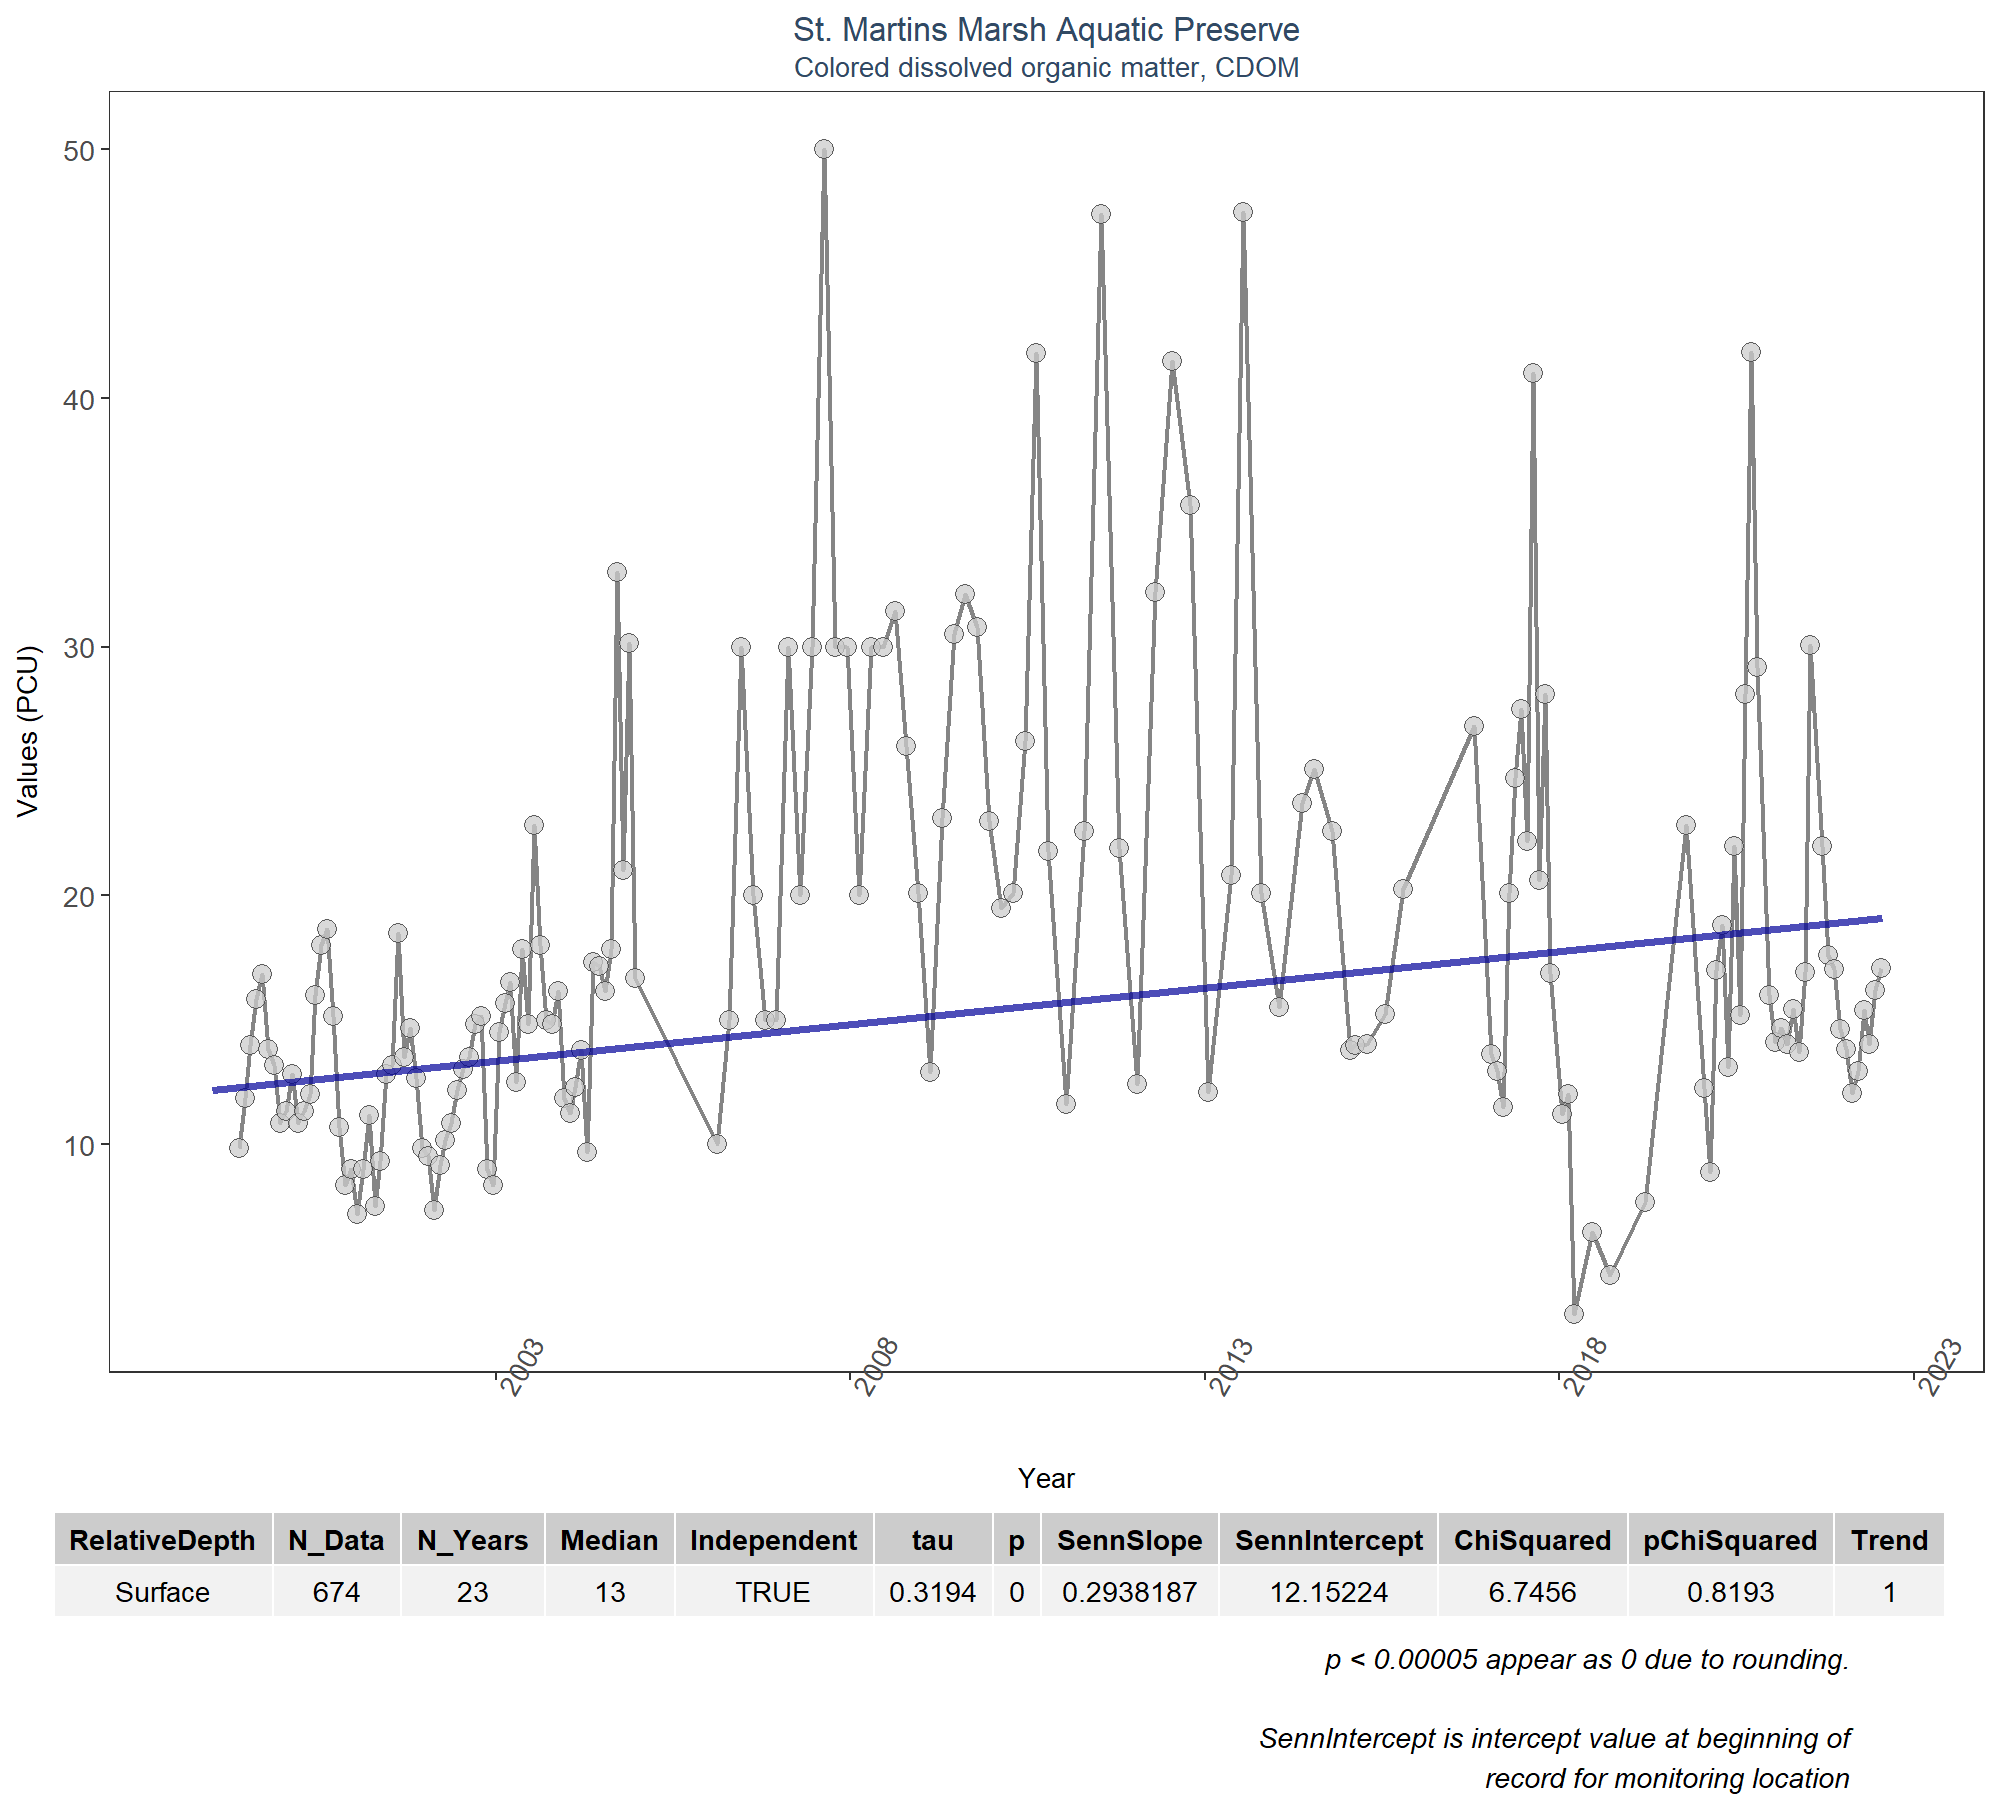 St. Martins Marsh Aquatic Preserve
Colored dissolved organic matter, CDOM
50
40
30
20
10
Values (PCU)
2003 2008 2013 2018 2023
Year
RelativeDepth N_Data N_Years Median Independent tau p SennSlope SennIntercept ChiSquared pChiSquared Trend
Surface 674 23 13 TRUE 0.3194 0 0.2938187 12.15224 6.7456 0.8193 1
p < 0.00005 appear as 0 due to rounding.
SennIntercept is intercept value at beginning of
record for monitoring location